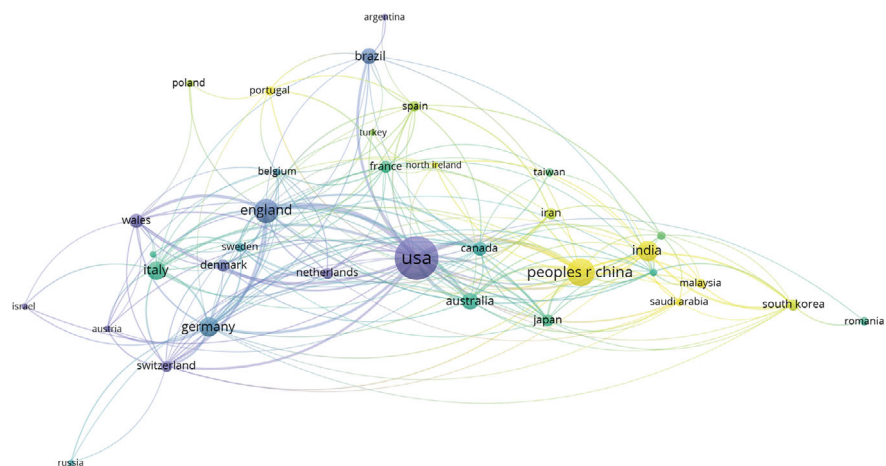 argentina
brazil
poland
portugal
spain
turkey
france
north ireland
belgium
taiwan
england
iran
wales
sweden
canada
india
usa
italy
denmark
netherlands
peoples r china
malaysia
israel
australia
saudi arabia
south korea
austria
germany
japan
romania
switzerland
russia